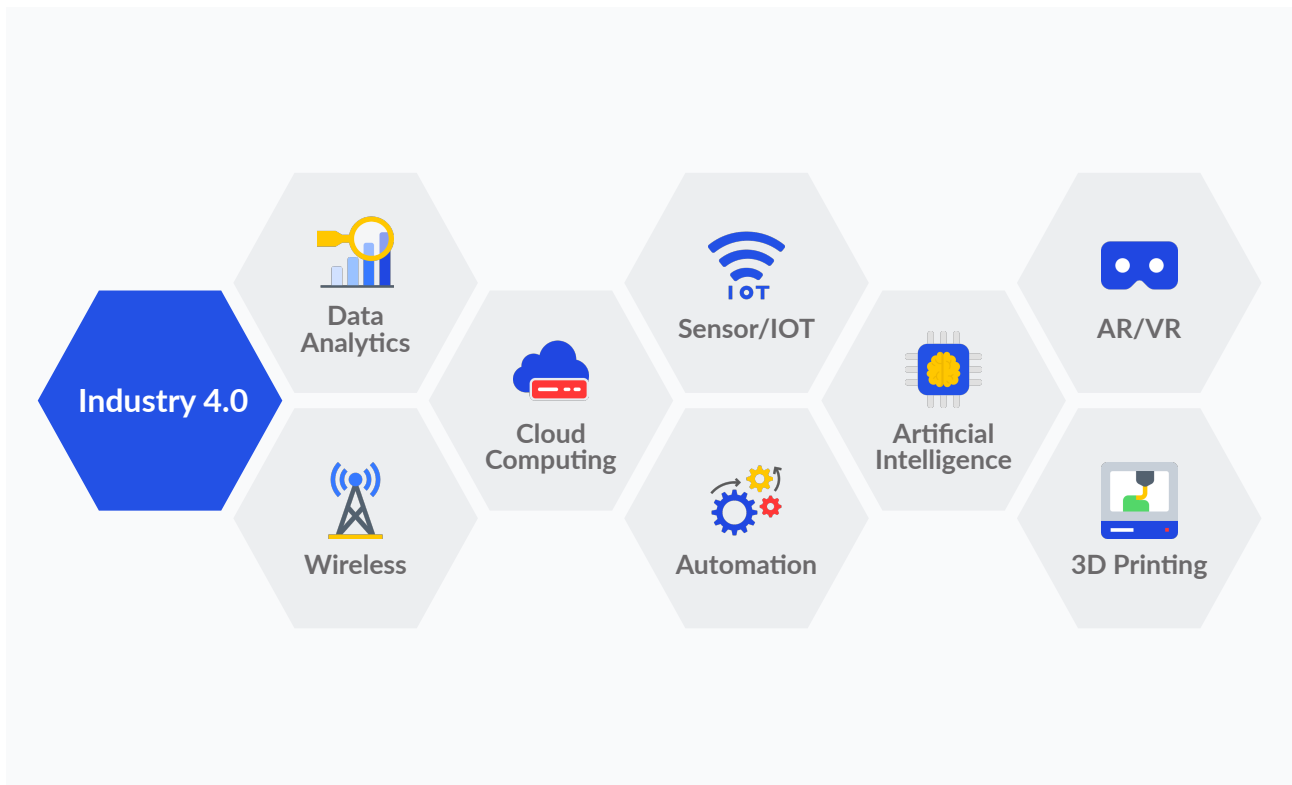 Industry 4.0
Data
Analytics
Wireless
Cloud
Computing
IoT
Sensor/IOT
Automation
Artificial
Intelligence
AR/VR
3D Printing